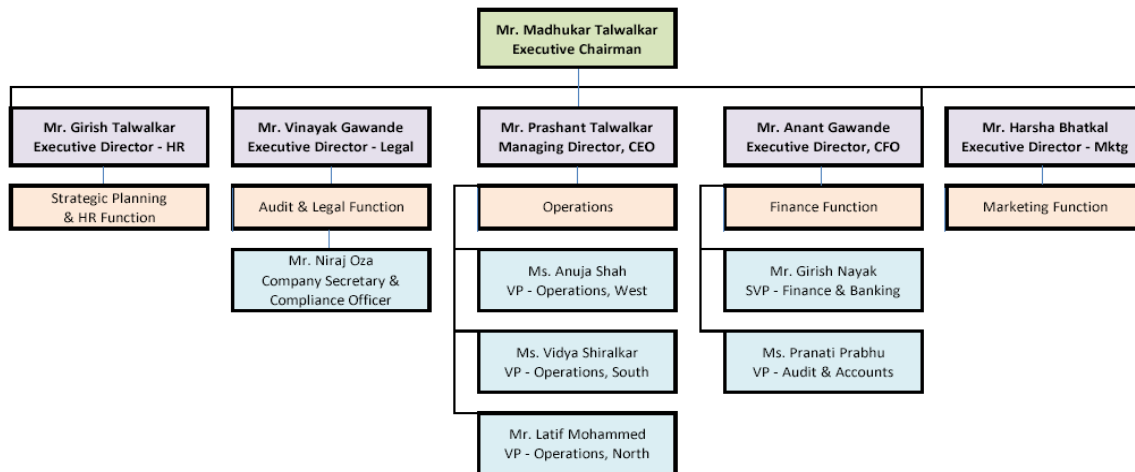 Mr. Madhukar Talwalkar
Executive Chairman
Mr. Girish Talwalkar
Executive Director - HR
Mr. Vinayak Gawande
Executive Director - Legal
Mr. Prashant Talwalkar
Managing Director, CEO
Mr. Anant Gawande
Executive Director, CFO
Mr. Harsha Bhatkal
Executive Director - Mktg
Strategic Planning
& HR Function
Audit & Legal Function
Operations
Finance Function
Marketing Function
Mr. Niraj Oza
Company Secretary &
Compliance Officer
Ms. Anuja Shah
VP - Operations, West
Mr. Girish Nayak
SVP - Finance & Banking
Ms. Vidya Shiralkar
VP - Operations, South
Ms. Pranati Prabhu
VP - Audit & Accounts
Mr. Latif Mohammed
VP - Operations, North